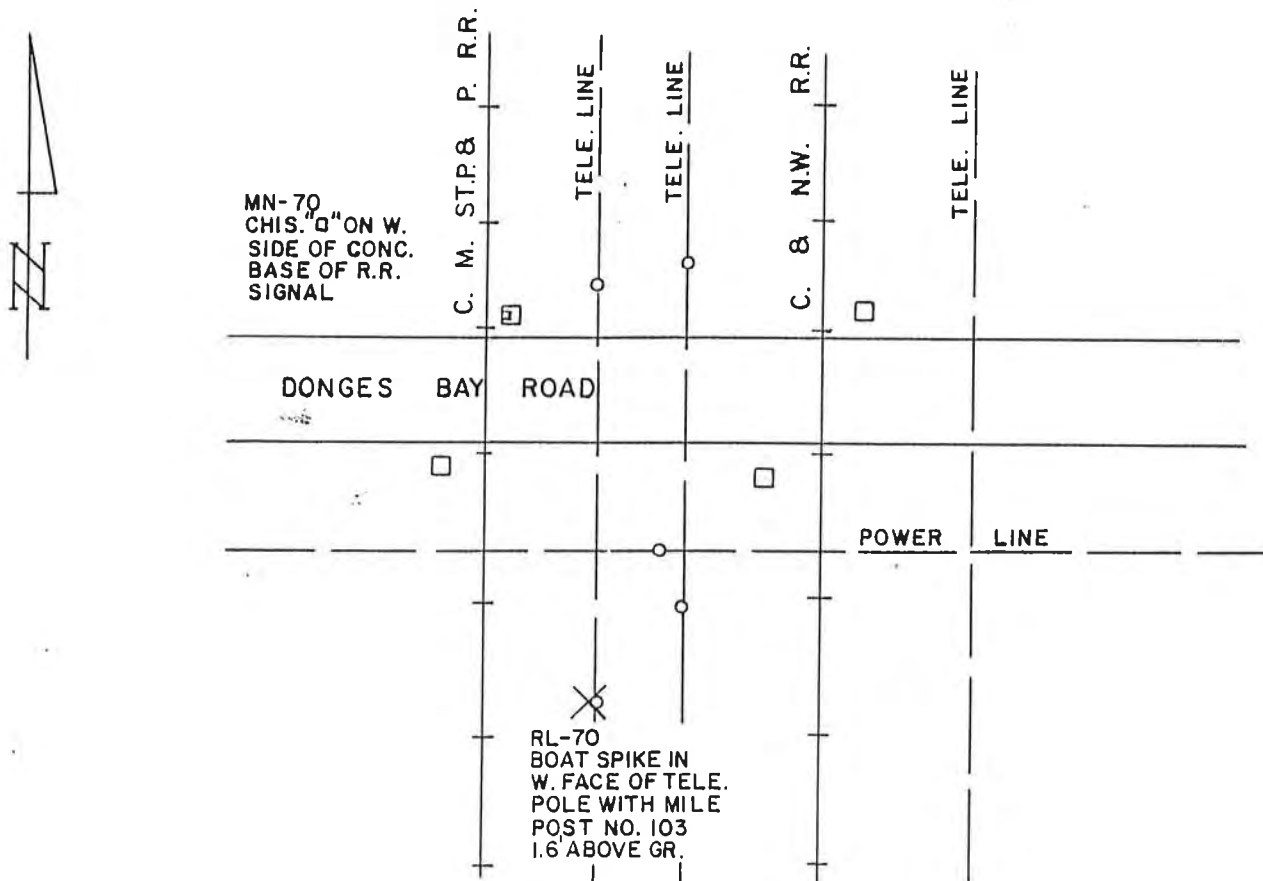 C. M. ST.P. & P. R.R.
TELE. LINE
TELE. LINE
C. & N.W. R.R.
TELE. LINE
MN-70
CHIS."□" ON W.
SIDE OF CONC.
BASE OF R.R.
SIGNAL
N
DONGES BAY ROAD
POWER LINE
RL-70
BOAT SPIKE IN
W. FACE OF TELE.
POLE WITH MILE
POST NO. 103
1.6' ABOVE GR.